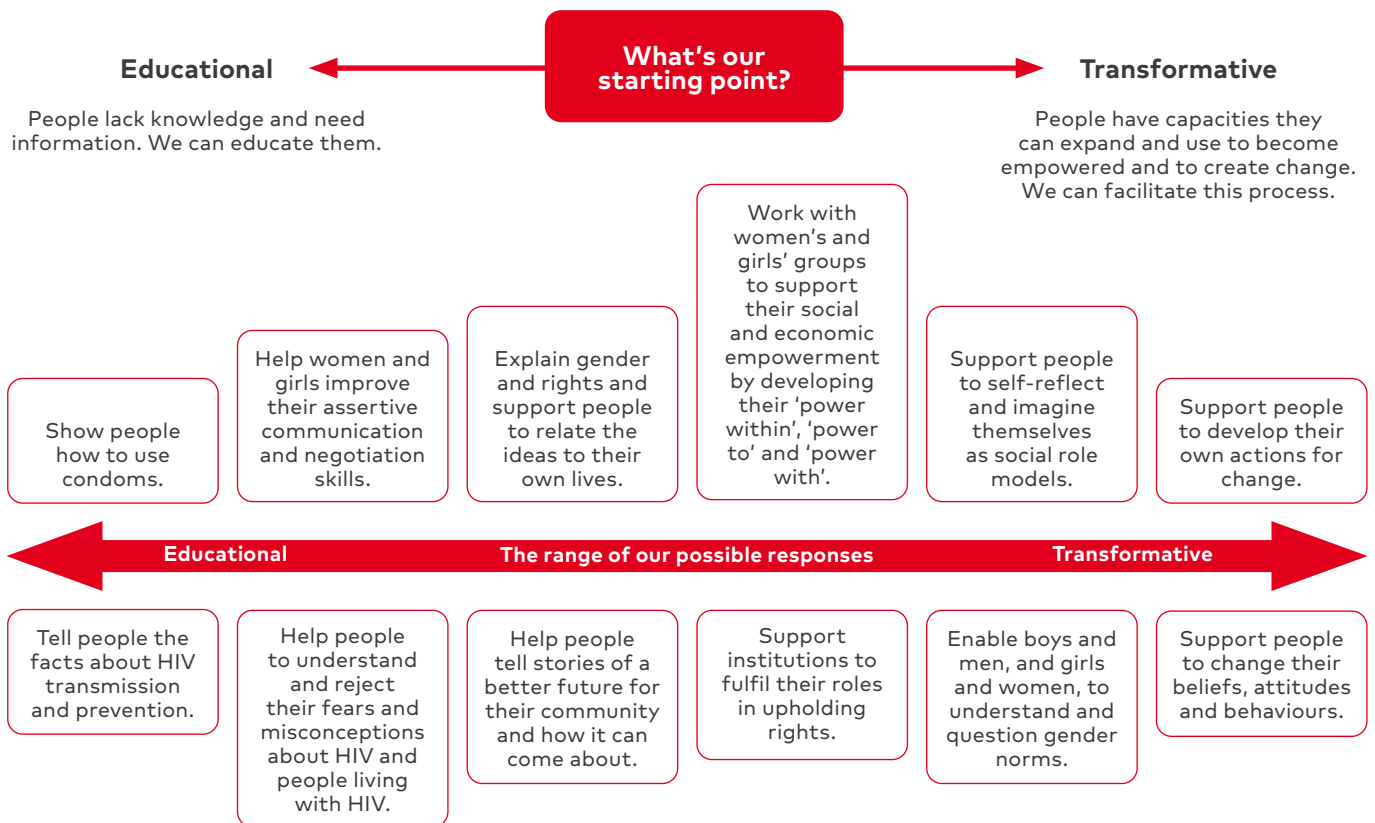 What's our
starting point?
Educational
Transformative
People lack knowledge and need
information. We can educate them.
People have capacities they
can expand and use to become
empowered and to create change.
We can facilitate this process.
Show people
how to use
condoms.
Help women and
girls improve
their assertive
communication
and negotiation
skills.
Explain gender
and rights and
support people
to relate the
ideas to their
own lives.
Work with
women's and
girls' groups
to support
their social
and economic
empowerment
by developing
their ‘power
within’, ‘power
to’ and ‘power
with’.
Support people
to self-reflect
and imagine
themselves
as social role
models.
Support people
to develop their
own actions for
change.
Educational
The range of our possible responses
Transformative
Tell people the
facts about HIV
transmission
and prevention.
Help people
to understand
and reject
their fears and
misconceptions
about HIV and
people living
with HIV.
Help people
tell stories of a
better future for
their community
and how it can
come about.
Support
institutions to
fulfil their roles
in upholding
rights.
Enable boys and
men, and girls
and women, to
understand and
question gender
norms.
Support people
to change their
beliefs, attitudes
and behaviours.